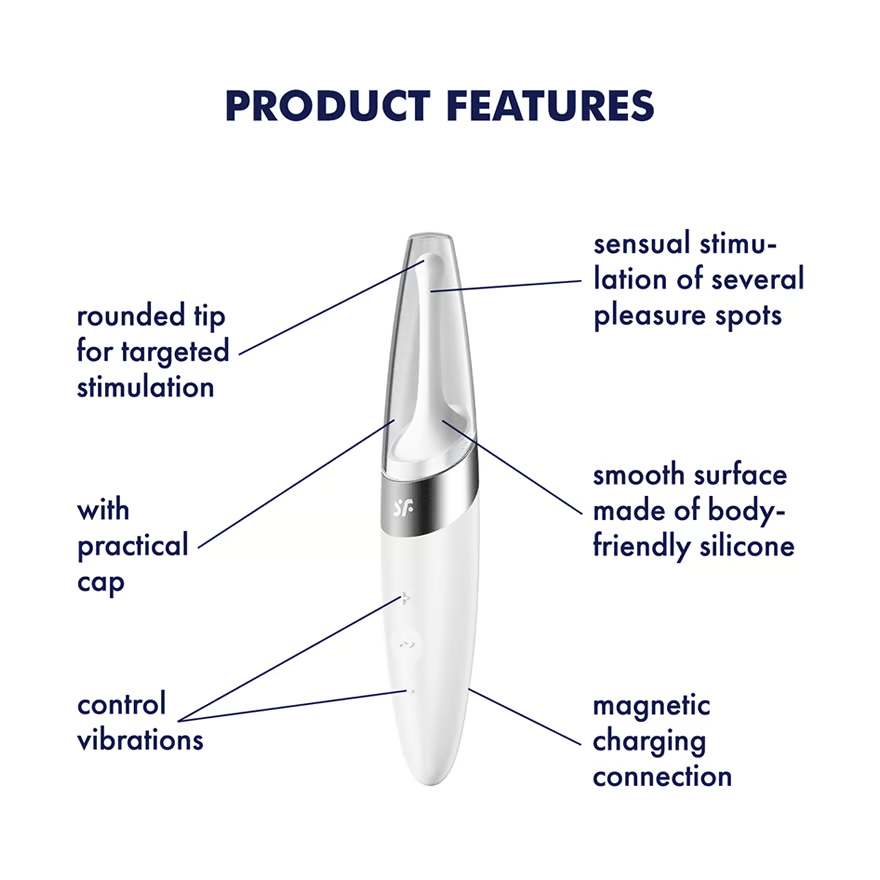 PRODUCT FEATURES
sensual stimu-
lation of several
pleasure spots
rounded tip
for targeted
stimulation
smooth surface
made of body-
friendly silicone
with
practical
cap
SF
control
vibrations
magnetic
charging
connection